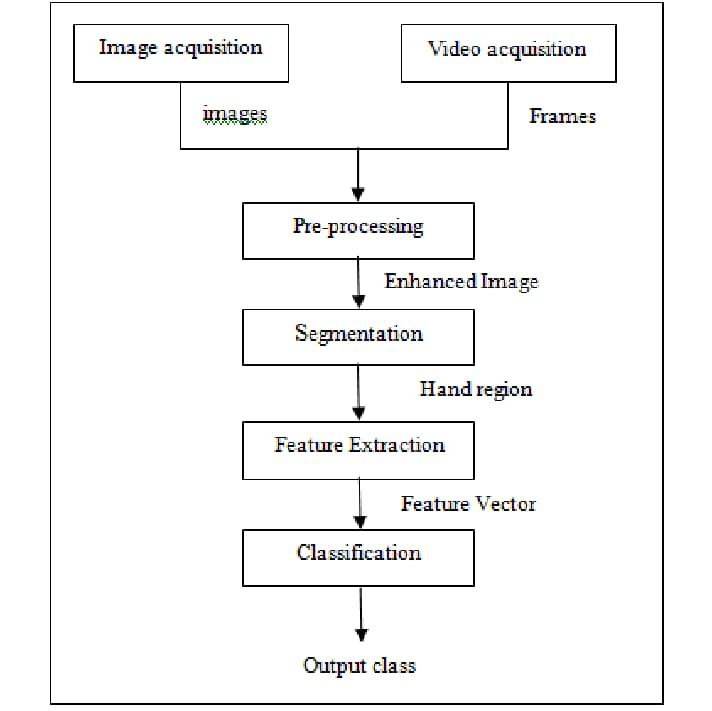 Image acquisition
Video acquisition
images
Frames
Pre-processing
Enhanced Image
Segmentation
Hand region
Feature Extraction
Feature Vector
Classification
Output class